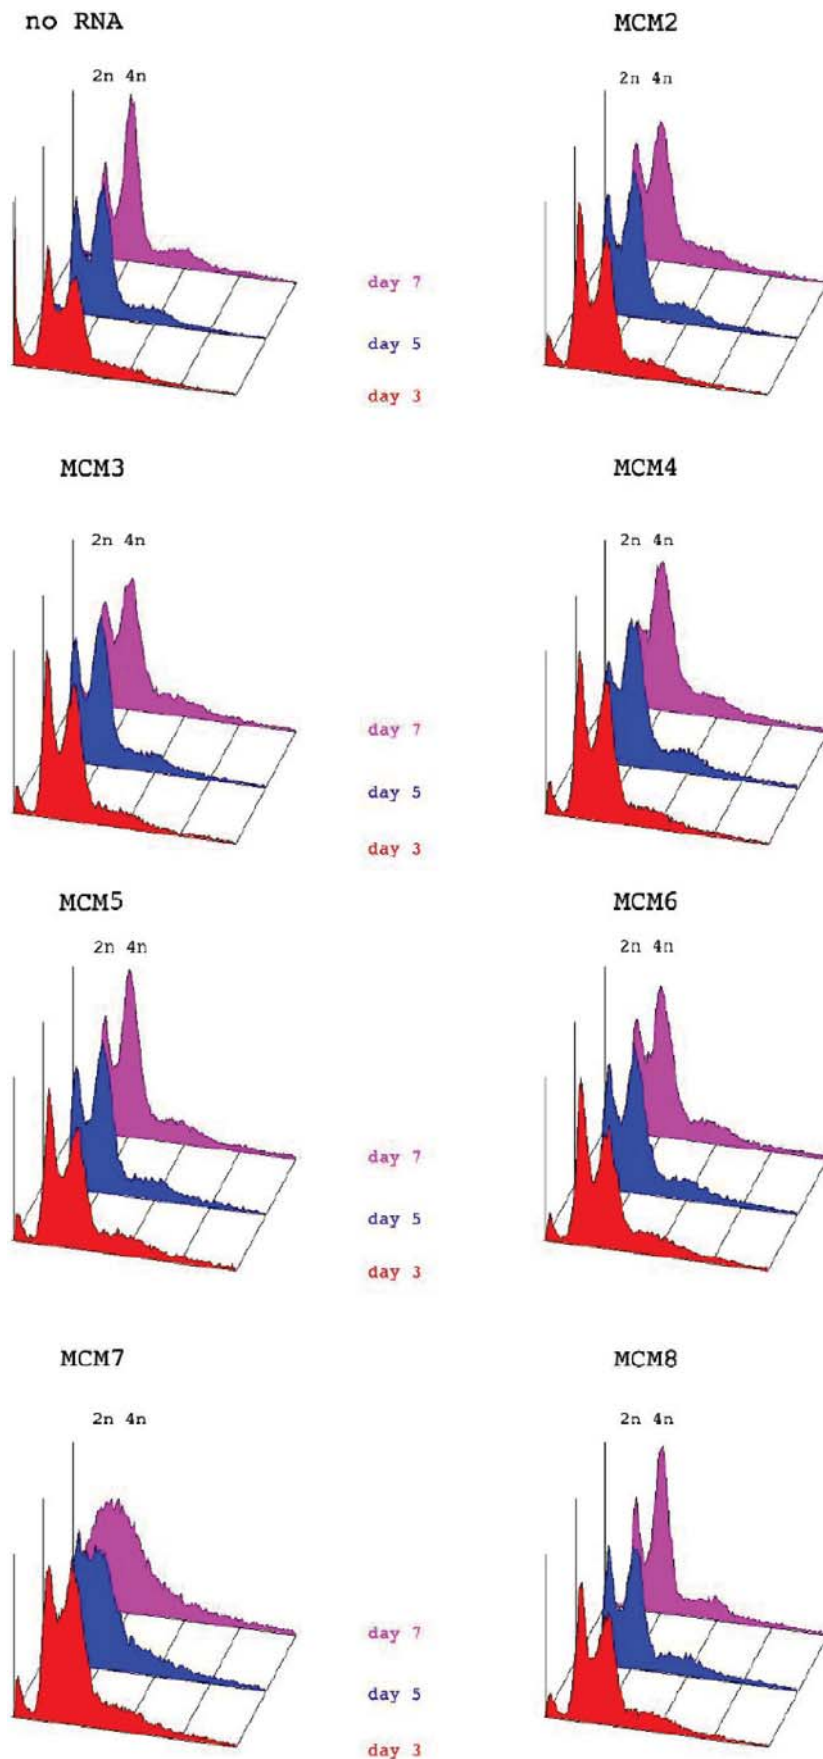 no RNA
MCM2
2n 4n
2n 4n
day 7
day 5
day 3
MCM3
MCM4
2n 4n
2n 4n
day 7
day 5
day 3
MCM5
MCM6
2n 4n
2n 4n
day 7
day 5
day 3
MCM7
MCM8
2n 4n
2n 4n
day 7
day 5
day 3